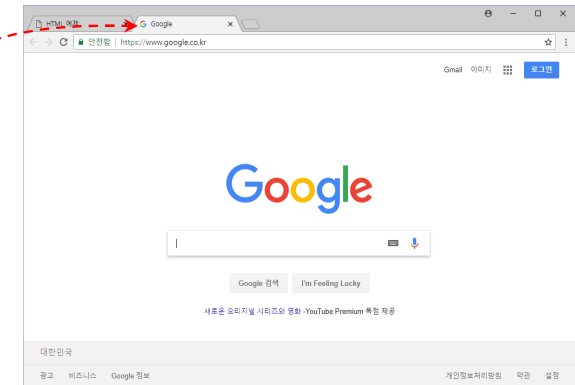 HTML 예제 Google
안전함 https://www.google.co.kr
Gmail 이미지 로그인
Google
Google 검색 I'm Feeling Lucky
새로운 오리지널 시리즈와 영화 -YouTube Premium 독점 제공
대한민국
광고 비즈니스 Google 정보 개인정보처리방침 약관 설정